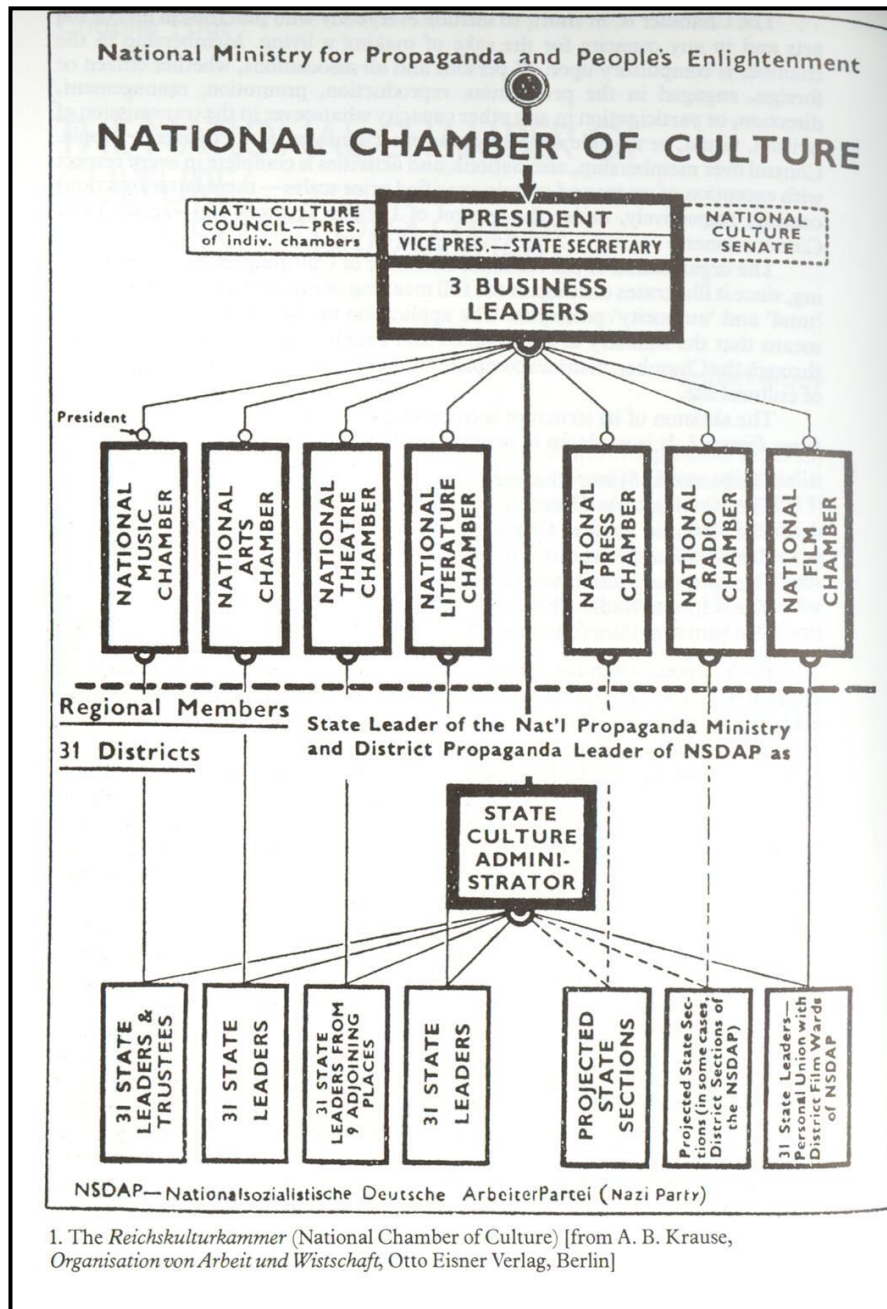 National Ministry for Propaganda and People's Enlightenment
NATIONAL CHAMBER OF CULTURE
NAT'L CULTURE
COUNCIL—PRES.
of indiv. chambers
PRESIDENT
VICE PRES.—STATE SECRETARY
NATIONAL
CULTURE
SENATE
3 BUSINESS
LEADERS
President
NATIONAL
MUSIC
CHAMBER
NATIONAL
ARTS
CHAMBER
NATIONAL
THEATRE
CHAMBER
NATIONAL
LITERATURE
CHAMBER
NATIONAL
PRESS
CHAMBER
NATIONAL
RADIO
CHAMBER
NATIONAL
FILM
CHAMBER
Regional Members
31 Districts
State Leader of the Nat'l Propaganda Ministry
and District Propaganda Leader of NSDAP as
STATE
CULTURE
ADMINI-
STRATOR
31 STATE
LEADERS &
TRUSTEES
31 STATE
LEADERS
31 STATE
LEADERS FROM
9 ADJOINING
PLACES
31 STATE
LEADERS
PROJECTED
STATE
SECTIONS
Projected State Sec-
tions (in some cases,
District Sections of
the NSDAP)
31 State Leaders—
Personal Union with
District Film Wards
of NSDAP
NSDAP—Nationalsozialistische Deutsche ArbeiterPartei (Nazi Party)
1. The Reichskulturkammer (National Chamber of Culture) [from A. B. Krause,
Organisation von Arbeit und Wistschaft, Otto Eisner Verlag, Berlin]